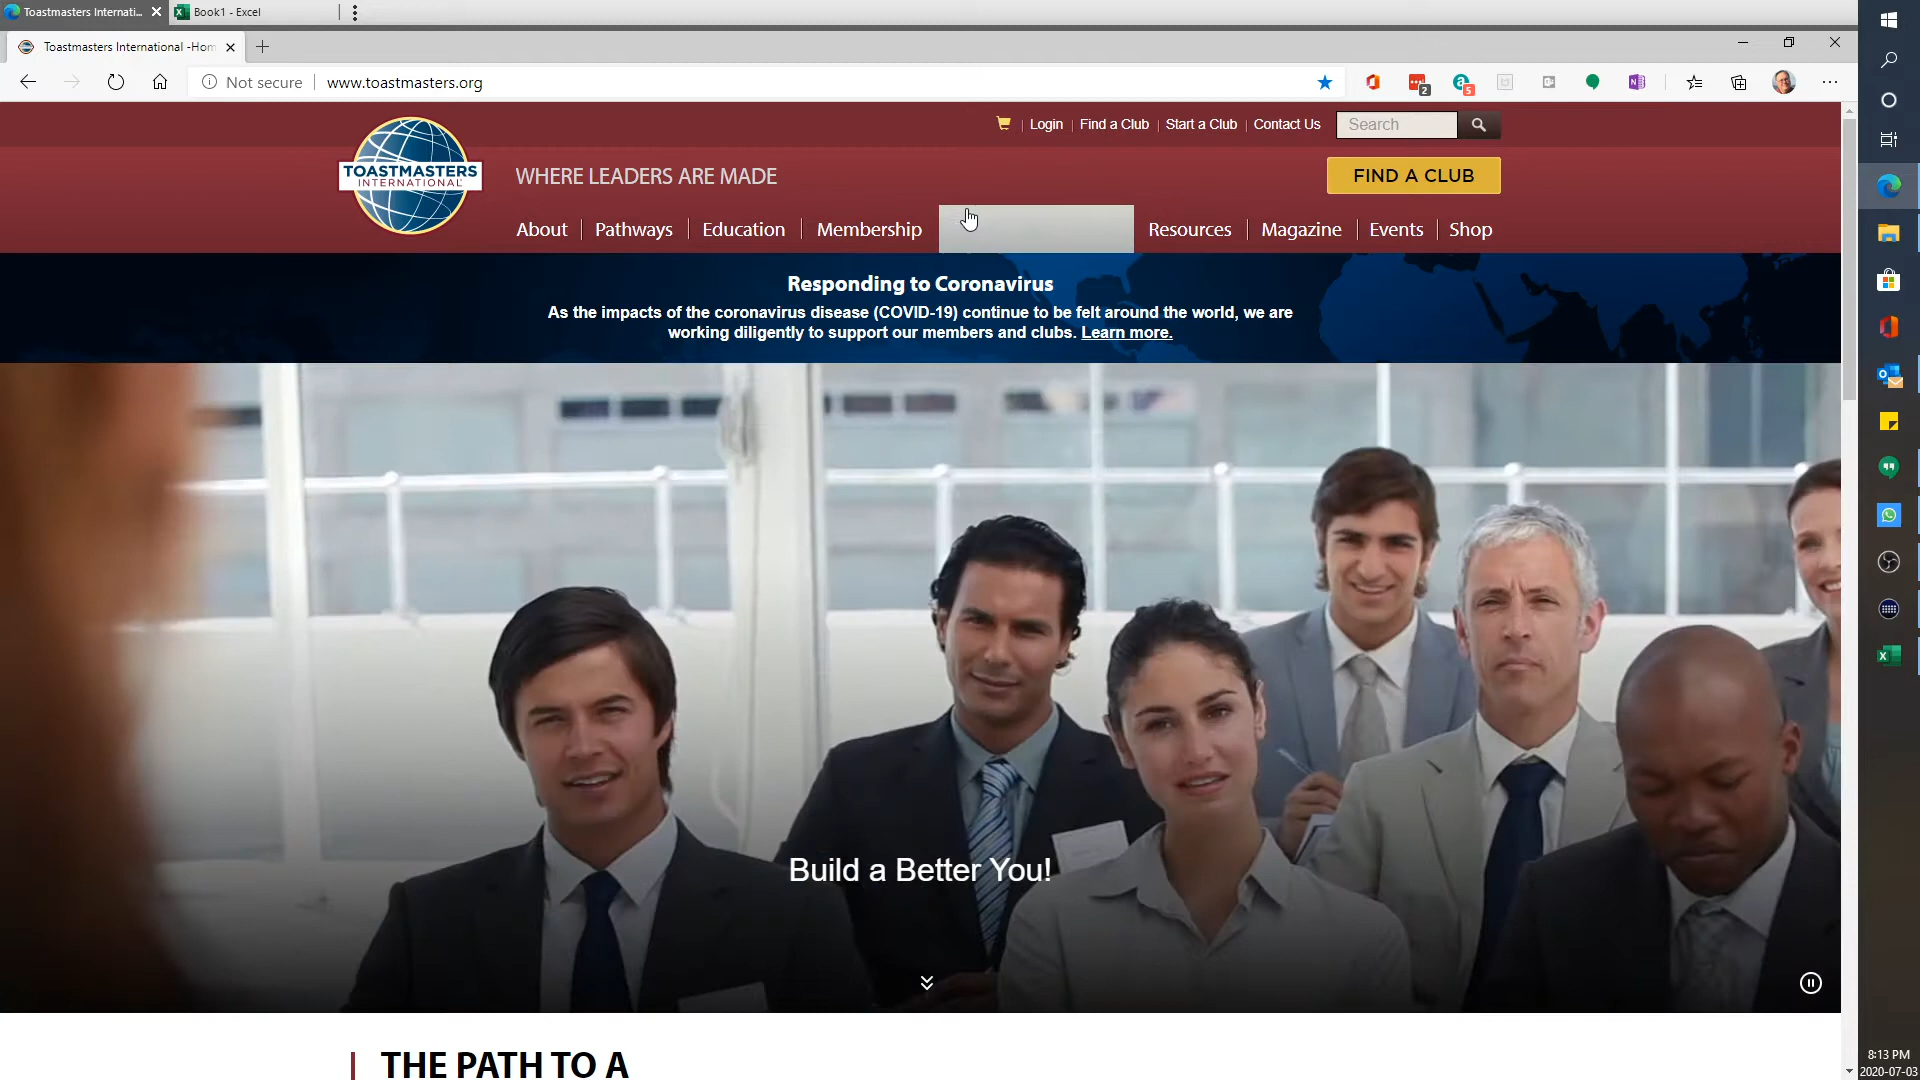 Toastmasters Internati...
Book1 - Excel
Toastmasters International -Hom
Not secure
www.toastmasters.org
2
5
Login
Find a Club
Start a Club
Contact Us
Search
TOASTMASTERS
INTERNATIONAL
WHERE LEADERS ARE MADE
FIND A CLUB
About
Pathways
Education
Membership
Resources
Magazine
Events
Shop
Responding to Coronavirus
As the impacts of the coronavirus disease (COVID-19) continue to be felt around the world, we are
working diligently to support our members and clubs. Learn more.
Build a Better You!
THE PATH TO A
8:13 PM
2020-07-03